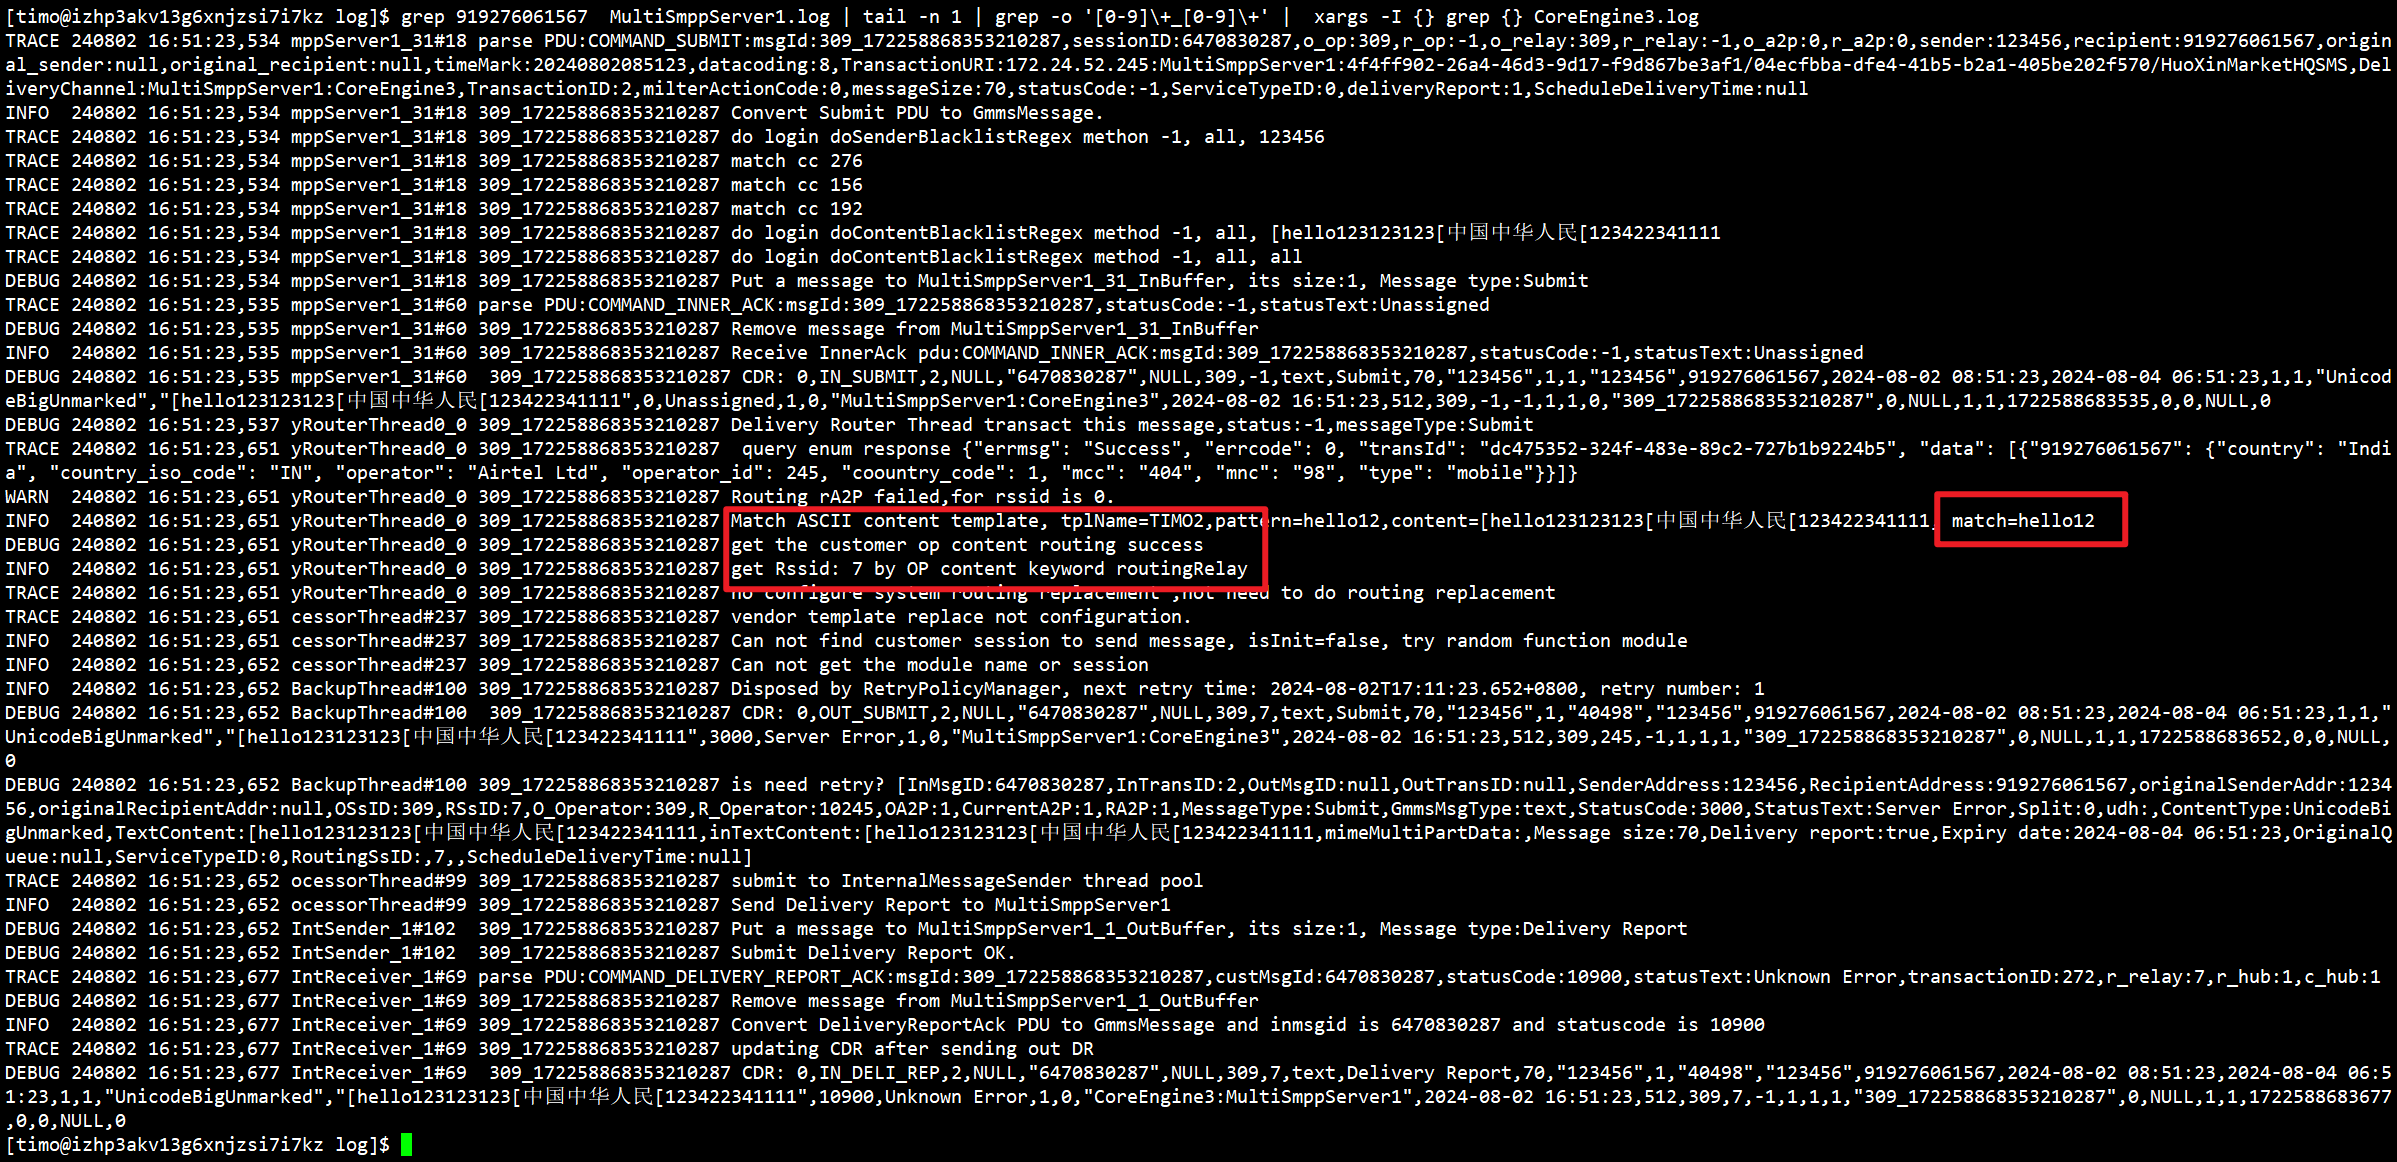 [timo@izhp3akv13g6xnjzsi7i7kz log]$ grep 919276061567  MultiSmppServer1.log | tail -n 1 | grep -o '[0-9]\+_[0-9]\+' |  xargs -I {} grep {} CoreEngine3.log
TRACE 240802 16:51:23,534 mppServer1_31#18 parse PDU:COMMAND_SUBMIT:msgId:309_172258868353210287,sessionID:6470830287,o_op:309,r_op:-1,o_relay:309,r_relay:-1,o_a2p:0,r_a2p:0,sender:123456,recipient:919276061567,origin
al_sender:null,original_recipient:null,timeMark:20240802085123,datacoding:8,TransactionURI:172.24.52.245:MultiSmppServer1:4f4ff902-26a4-46d3-9d17-f9d867be3af1/04ecfbba-dfe4-41b5-b2a1-405be202f570/HuoXinMarketHQSMS,Del
iveryChannel:MultiSmppServer1:CoreEngine3,TransactionID:2,milterActionCode:0,messageSize:70,statusCode:-1,ServiceTypeID:0,deliveryReport:1,ScheduleDeliveryTime:null
INFO  240802 16:51:23,534 mppServer1_31#18 309_172258868353210287 Convert Submit PDU to GmmsMessage.
TRACE 240802 16:51:23,534 mppServer1_31#18 309_172258868353210287 do login doSenderBlacklistRegex methon -1, all, 123456
TRACE 240802 16:51:23,534 mppServer1_31#18 309_172258868353210287 match cc 276
TRACE 240802 16:51:23,534 mppServer1_31#18 309_172258868353210287 match cc 156
TRACE 240802 16:51:23,534 mppServer1_31#18 309_172258868353210287 match cc 192
TRACE 240802 16:51:23,534 mppServer1_31#18 309_172258868353210287 do login doContentBlacklistRegex method -1, all, [hello123123123[中国中华人民[123422341111
TRACE 240802 16:51:23,534 mppServer1_31#18 309_172258868353210287 do login doContentBlacklistRegex method -1, all, all
DEBUG 240802 16:51:23,534 mppServer1_31#18 309_172258868353210287 Put a message to MultiSmppServer1_31_InBuffer, its size:1, Message type:Submit
TRACE 240802 16:51:23,535 mppServer1_31#60 parse PDU:COMMAND_INNER_ACK:msgId:309_172258868353210287,statusCode:-1,statusText:Unassigned
DEBUG 240802 16:51:23,535 mppServer1_31#60 309_172258868353210287 Remove message from MultiSmppServer1_31_InBuffer
INFO  240802 16:51:23,535 mppServer1_31#60 309_172258868353210287 Receive InnerAck pdu:COMMAND_INNER_ACK:msgId:309_172258868353210287,statusCode:-1,statusText:Unassigned
DEBUG 240802 16:51:23,535 mppServer1_31#60  309_172258868353210287 CDR: 0,IN_SUBMIT,2,NULL,"6470830287",NULL,309,-1,text,Submit,70,"123456",1,1,"123456",919276061567,2024-08-02 08:51:23,2024-08-04 06:51:23,1,1,"Unicod
eBigUnmarked","[hello123123123[中国中华人民[123422341111",0,Unassigned,1,0,"MultiSmppServer1:CoreEngine3",2024-08-02 16:51:23,512,309,-1,-1,1,1,0,"309_172258868353210287",0,NULL,1,1,1722588683535,0,0,NULL,0
DEBUG 240802 16:51:23,537 yRouterThread0_0 309_172258868353210287 Delivery Router Thread transact this message,status:-1,messageType:Submit
TRACE 240802 16:51:23,651 yRouterThread0_0 309_172258868353210287  query enum response {"errmsg": "Success", "errcode": 0, "transId": "dc475352-324f-483e-89c2-727b1b9224b5", "data": [{"919276061567": {"country": "Indi
a", "country_iso_code": "IN", "operator": "Airtel Ltd", "operator_id": 245, "coountry_code": 1, "mcc": "404", "mnc": "98", "type": "mobile"}}]}
WARN  240802 16:51:23,651 yRouterThread0_0 309_172258868353210287 Routing rA2P failed,for rssid is 0.
INFO  240802 16:51:23,651 yRouterThread0_0 309_172258868353210287 Match ASCII content template, tplName=TIMO2,pattern=hello12,content=[hello123123123[中国中华人民[123422341111, match=hello12
DEBUG 240802 16:51:23,651 yRouterThread0_0 309_172258868353210287 get the customer op content routing success
INFO  240802 16:51:23,651 yRouterThread0_0 309_172258868353210287 get Rssid: 7 by OP content keyword routingRelay
INFO  240802 16:51:23,651 yRouterThread0_0 309_172258868353210287 no configure system routing replacement ,not need to do routing replacement
TRACE 240802 16:51:23,651 cessorThread#237 309_172258868353210287 vendor template replace not configuration.
INFO  240802 16:51:23,651 cessorThread#237 309_172258868353210287 Can not find customer session to send message, isInit=false, try random function module
INFO  240802 16:51:23,652 cessorThread#237 309_172258868353210287 Can not get the module name or session
INFO  240802 16:51:23,652 BackupThread#100 309_172258868353210287 Disposed by RetryPolicyManager, next retry time: 2024-08-02T17:11:23.652+0800, retry number: 1
DEBUG 240802 16:51:23,652 BackupThread#100  309_172258868353210287 CDR: 0,OUT_SUBMIT,2,NULL,"6470830287",NULL,309,7,text,Submit,70,"123456",1,"40498","123456",919276061567,2024-08-02 08:51:23,2024-08-04 06:51:23,1,1,"
UnicodeBigUnmarked","[hello123123123[中国中华人民[123422341111",3000,Server Error,1,0,"MultiSmppServer1:CoreEngine3",2024-08-02 16:51:23,512,309,245,-1,1,1,1,"309_172258868353210287",0,NULL,1,1,1722588683652,0,0,NULL,
0
DEBUG 240802 16:51:23,652 BackupThread#100 309_172258868353210287 is need retry? [InMsgID:6470830287,InTransID:2,OutMsgID:null,OutTransID:null,SenderAddress:123456,RecipientAddress:919276061567,originalSenderAddr:1234
56,originalRecipientAddr:null,OSsID:309,RSsID:7,O_Operator:309,R_Operator:10245,OA2P:1,CurrentA2P:1,RA2P:1,MessageType:Submit,GmmsMsgType:text,StatusCode:3000,StatusText:Server Error,Split:0,udh:,ContentType:UnicodeBi
gUnmarked,TextContent:[hello123123123[中国中华人民[123422341111,inTextContent:[hello123123123[中国中华人民[123422341111,mimeMultiPartData:,Message size:70,Delivery report:true,Expiry date:2024-08-04 06:51:23,OriginalQ
ueue:null,ServiceTypeID:0,RoutingSsID:,7,,ScheduleDeliveryTime:null]
TRACE 240802 16:51:23,652 ocessorThread#99 309_172258868353210287 submit to InternalMessageSender thread pool
INFO  240802 16:51:23,652 ocessorThread#99 309_172258868353210287 Send Delivery Report to MultiSmppServer1
DEBUG 240802 16:51:23,652 IntSender_1#102  309_172258868353210287 Put a message to MultiSmppServer1_1_OutBuffer, its size:1, Message type:Delivery Report
DEBUG 240802 16:51:23,652 IntSender_1#102  309_172258868353210287 Submit Delivery Report OK.
TRACE 240802 16:51:23,677 IntReceiver_1#69 parse PDU:COMMAND_DELIVERY_REPORT_ACK:msgId:309_172258868353210287,custMsgId:6470830287,statusCode:10900,statusText:Unknown Error,transactionID:272,r_relay:7,r_hub:1,c_hub:1
DEBUG 240802 16:51:23,677 IntReceiver_1#69 309_172258868353210287 Remove message from MultiSmppServer1_1_OutBuffer
INFO  240802 16:51:23,677 IntReceiver_1#69 309_172258868353210287 Convert DeliveryReportAck PDU to GmmsMessage and inmsgid is 6470830287 and statuscode is 10900
TRACE 240802 16:51:23,677 IntReceiver_1#69 309_172258868353210287 updating CDR after sending out DR
DEBUG 240802 16:51:23,677 IntReceiver_1#69  309_172258868353210287 CDR: 0,IN_DELI_REP,2,NULL,"6470830287",NULL,309,7,text,Delivery Report,70,"123456",1,"40498","123456",919276061567,2024-08-02 08:51:23,2024-08-04 06:5
1:23,1,1,"UnicodeBigUnmarked","[hello123123123[中国中华人民[123422341111",10900,Unknown Error,1,0,"CoreEngine3:MultiSmppServer1",2024-08-02 16:51:23,512,309,7,-1,1,1,1,"309_172258868353210287",0,NULL,1,1,1722588683677
,0,0,NULL,0
[timo@izhp3akv13g6xnjzsi7i7kz log]$